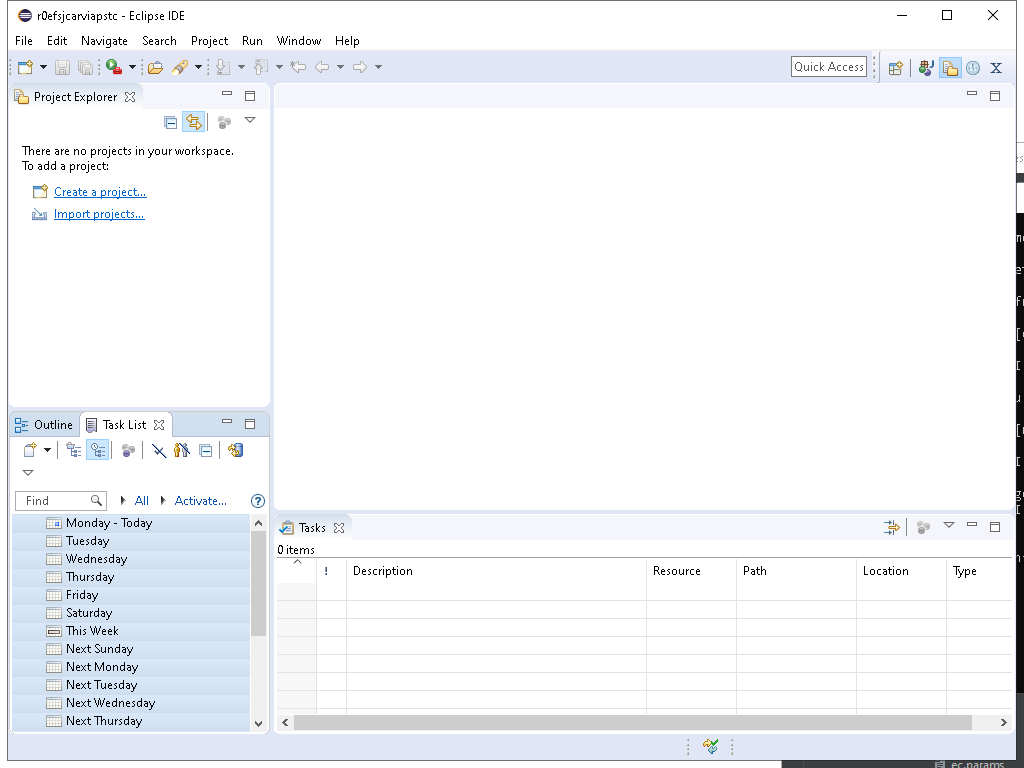 r0efsjcarviapstc - Eclipse IDE
File Edit Navigate Search Project Run Window Help
Quick Access
Project Explorer
There are no projects in your workspace.
To add a project:
Create a project...
Import projects...
Outline Task List
Find All Activate...
Monday - Today
Tuesday
Wednesday
Thursday
Friday
Saturday
This Week
Next Sunday
Next Monday
Next Tuesday
Next Wednesday
Next Thursday
Tasks
0 items
! Description Resource Path Location Type
ec.params